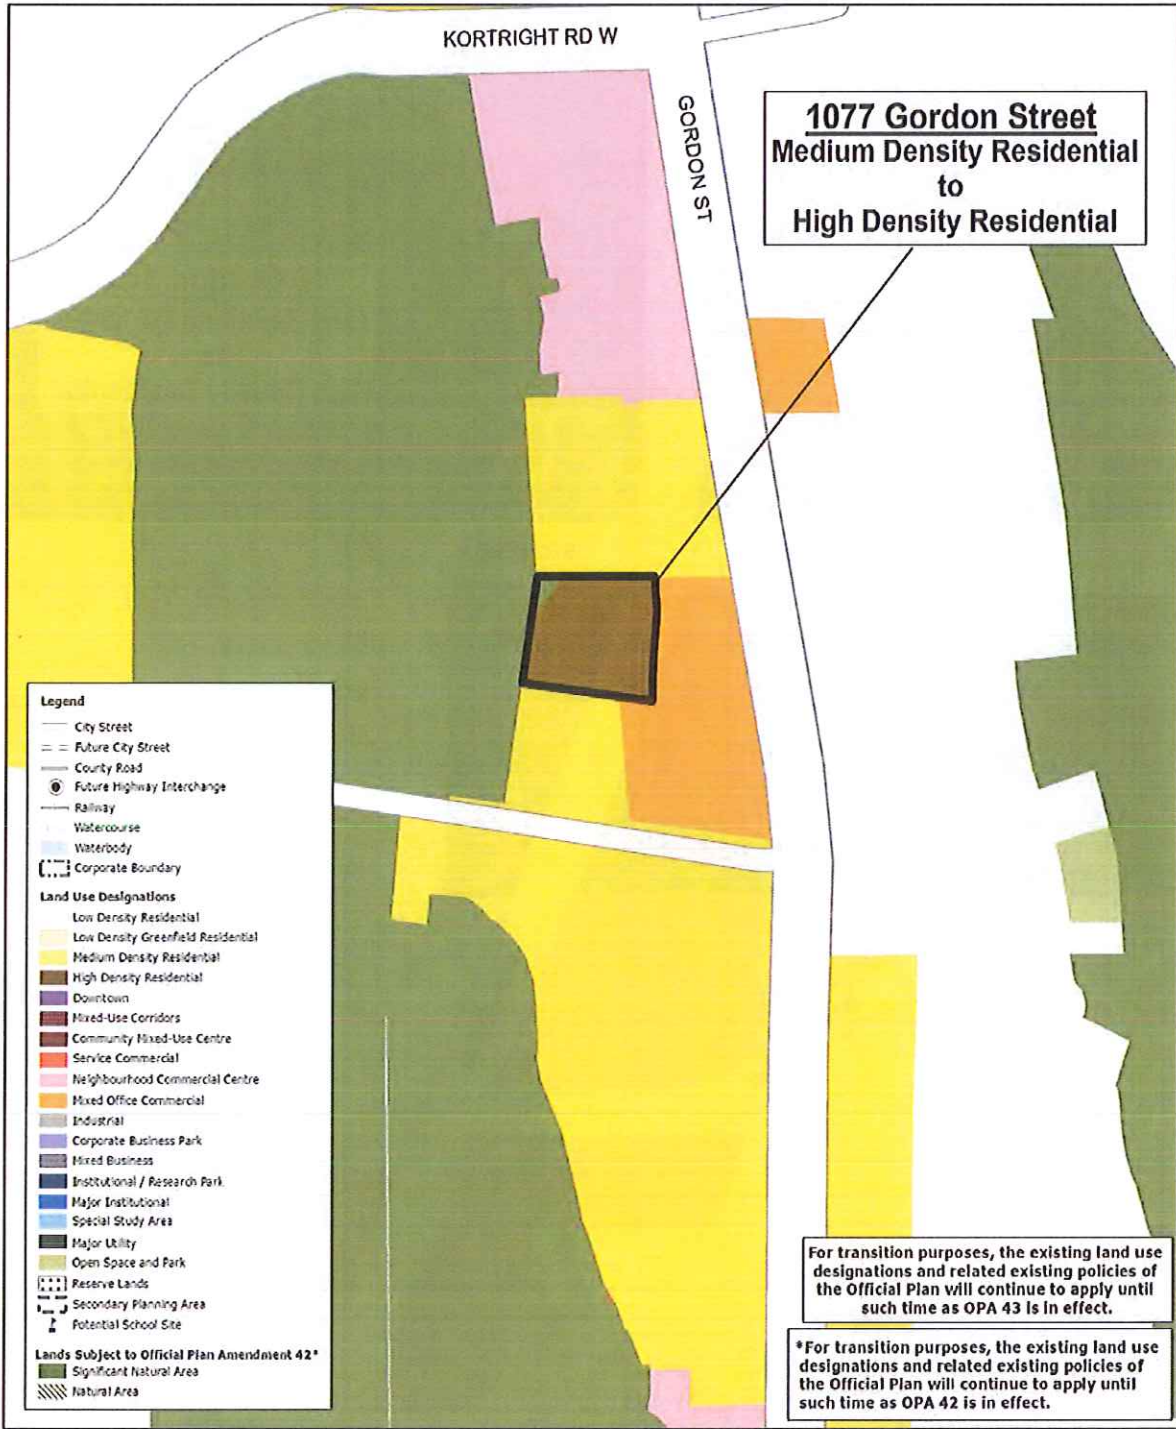 KORTRIGHT RD W
GORDON ST
1077 Gordon Street
Medium Density Residential
to
High Density Residential
Legend
City Street
Future City Street
County Road
Future Highway Interchange
Railway
Watercourse
Waterbody
Corporate Boundary
Land Use Designations
Low Density Residential
Low Density Greenfield Residential
Medium Density Residential
High Density Residential
Downtown
Mixed-Use Corridors
Community Mixed-Use Centre
Service Commercial
Neighbourhood Commercial Centre
Mixed Office Commercial
Industrial
Corporate Business Park
Mixed Business
Institutional / Research Park
Major Institutional
Special Study Area
Major Utility
Open Space and Park
Reserve Lands
Secondary Planning Area
Potential School Site
Lands Subject to Official Plan Amendment 42*
Significant Natural Area
Natural Area
For transition purposes, the existing land use
designations and related existing policies of
the Official Plan will continue to apply until
such time as OPA 43 is in effect.
*For transition purposes, the existing land use
designations and related existing policies of
the Official Plan will continue to apply until
such time as OPA 42 is in effect.